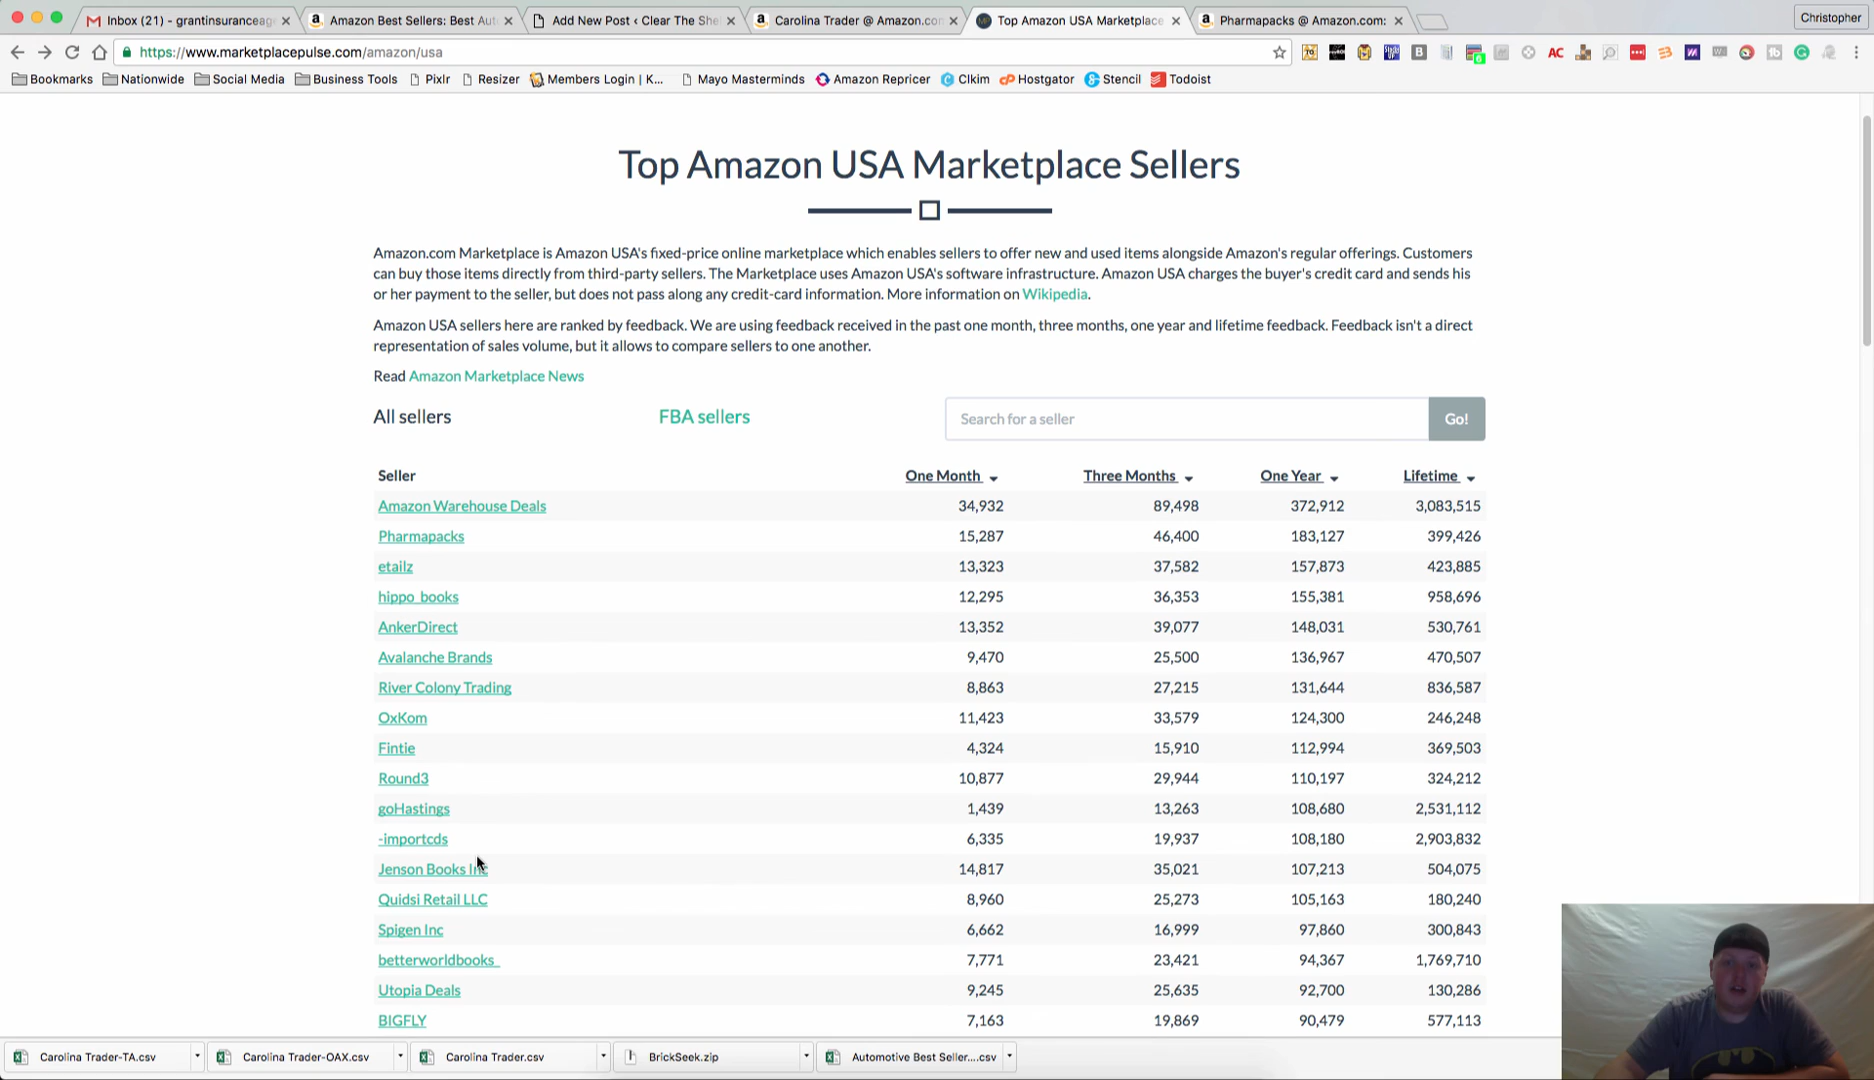 Inbox (21) - grantinsuranceage
Amazon Best Sellers: Best Aut
Add New Post ‹ Clear The Shel
Carolina Trader @ Amazon.com
Top Amazon USA Marketplace
Pharmapacks @ Amazon.com:
Christopher
https://www.marketplacepulse.com/amazon/usa
Bookmarks Nationwide Social Media Business Tools Pixlr Resizer Members Login | K... Mayo Masterminds Amazon Repricer Clkim Hostgator Stencil Todoist
Top Amazon USA Marketplace Sellers
Amazon.com Marketplace is Amazon USA's fixed-price online marketplace which enables sellers to offer new and used items alongside Amazon's regular offerings. Customers
can buy those items directly from third-party sellers. The Marketplace uses Amazon USA's software infrastructure. Amazon USA charges the buyer's credit card and sends his
or her payment to the seller, but does not pass along any credit-card information. More information on Wikipedia.
Amazon USA sellers here are ranked by feedback. We are using feedback received in the past one month, three months, one year and lifetime feedback. Feedback isn't a direct
representation of sales volume, but it allows to compare sellers to one another.
Read Amazon Marketplace News
All sellers FBA sellers Search for a seller Go!
Seller One Month Three Months One Year Lifetime
Amazon Warehouse Deals 34,932 89,498 372,912 3,083,515
Pharmapacks 15,287 46,400 183,127 399,426
etailz 13,323 37,582 157,873 423,885
hippo_books 12,295 36,353 155,381 958,696
AnkerDirect 13,352 39,077 148,031 530,761
Avalanche Brands 9,470 25,500 136,967 470,507
River Colony Trading 8,863 27,215 131,644 836,587
OxKom 11,423 33,579 124,300 246,248
Fintie 4,324 15,910 112,994 369,503
Round3 10,877 29,944 110,197 324,212
goHastings 1,439 13,263 108,680 2,531,112
-importcds 6,335 19,937 108,180 2,903,832
Jenson Books Inc 14,817 35,021 107,213 504,075
Quidsi Retail LLC 8,960 25,273 105,163 180,240
Spigen Inc 6,662 16,999 97,860 300,843
betterworldbooks_ 7,771 23,421 94,367 1,769,710
Utopia Deals 9,245 25,635 92,700 130,286
BIGFLY 7,163 19,869 90,479 577,113
Carolina Trader-TA.csv Carolina Trader-OAX.csv Carolina Trader.csv BrickSeek.zip Automotive Best Seller....csv